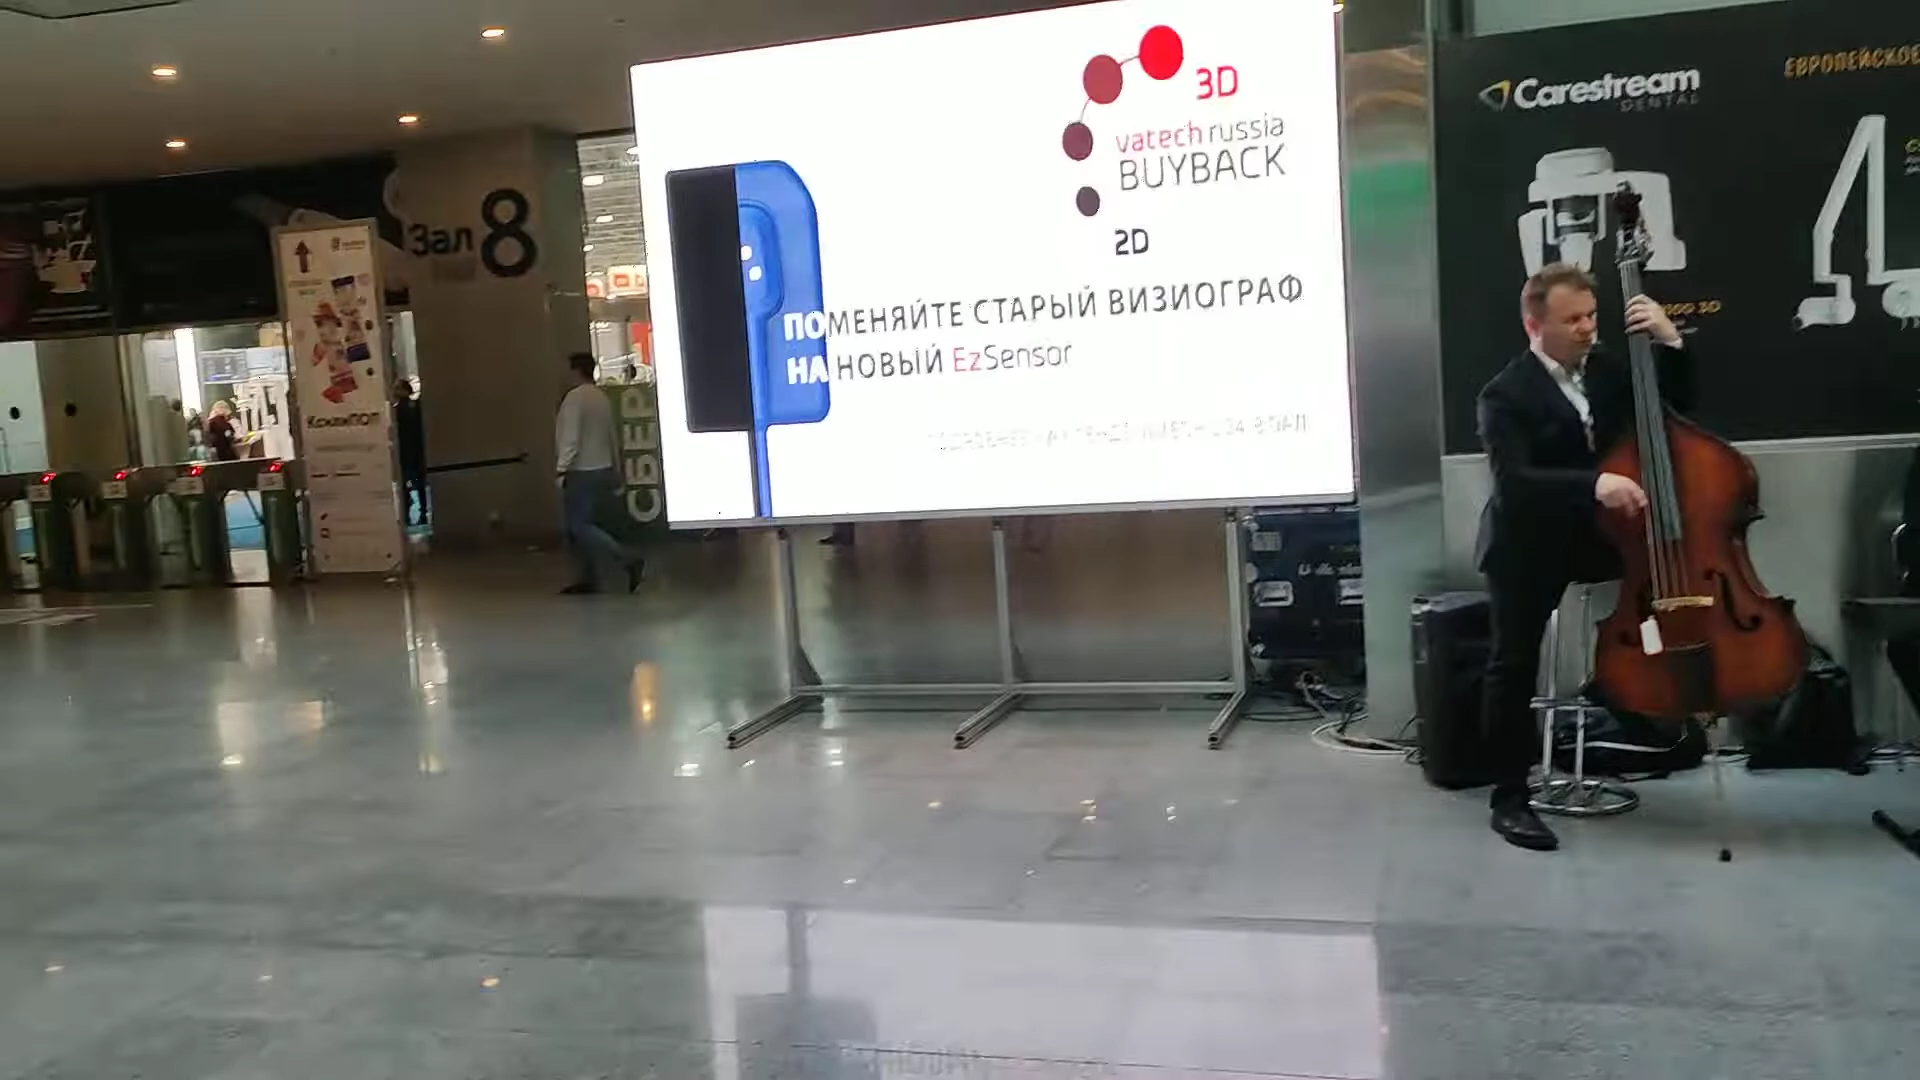 3D
vatech russia
BUYBACK
2D
ПОМЕНЯЙТЕ СТАРЫЙ ВИЗИОГРАФ
НА НОВЫЙ EzSensor
Carestream
DENTAL
ЕВРОПЕЙСКОЕ
Зал 8
СБЕР